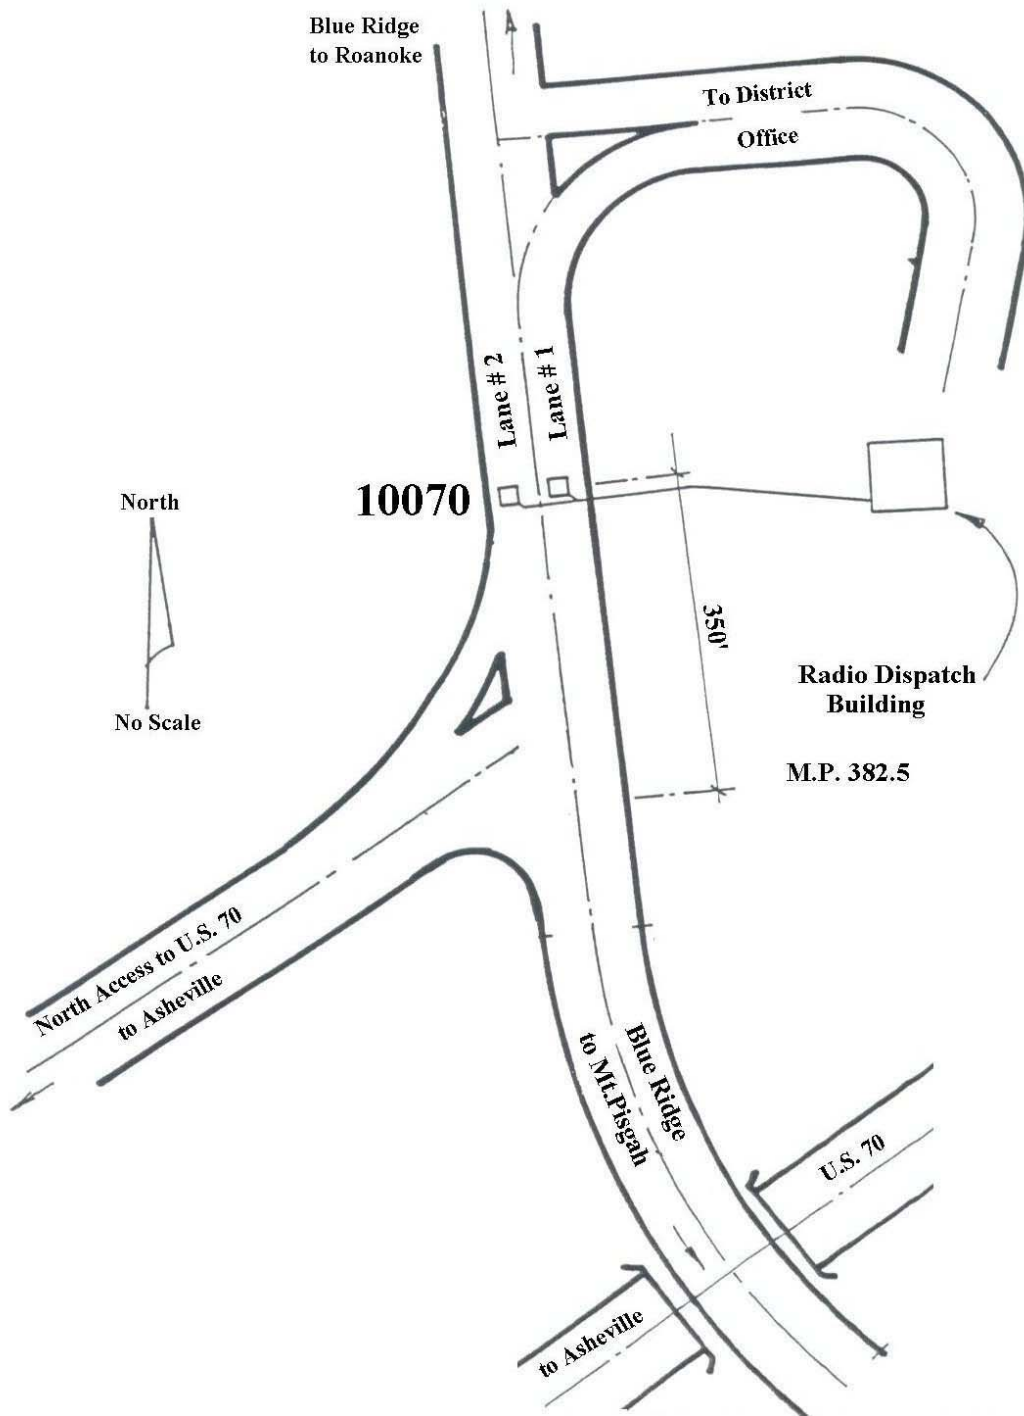 Blue Ridge
to Roanoke
To District
Office
Lane # 2
Lane # 1
10070
North
No Scale
350'
Radio Dispatch
Building
M.P. 382.5
North Access to U.S. 70
to Asheville
Blue Ridge
to Mt.Pisgah
U.S. 70
to Asheville